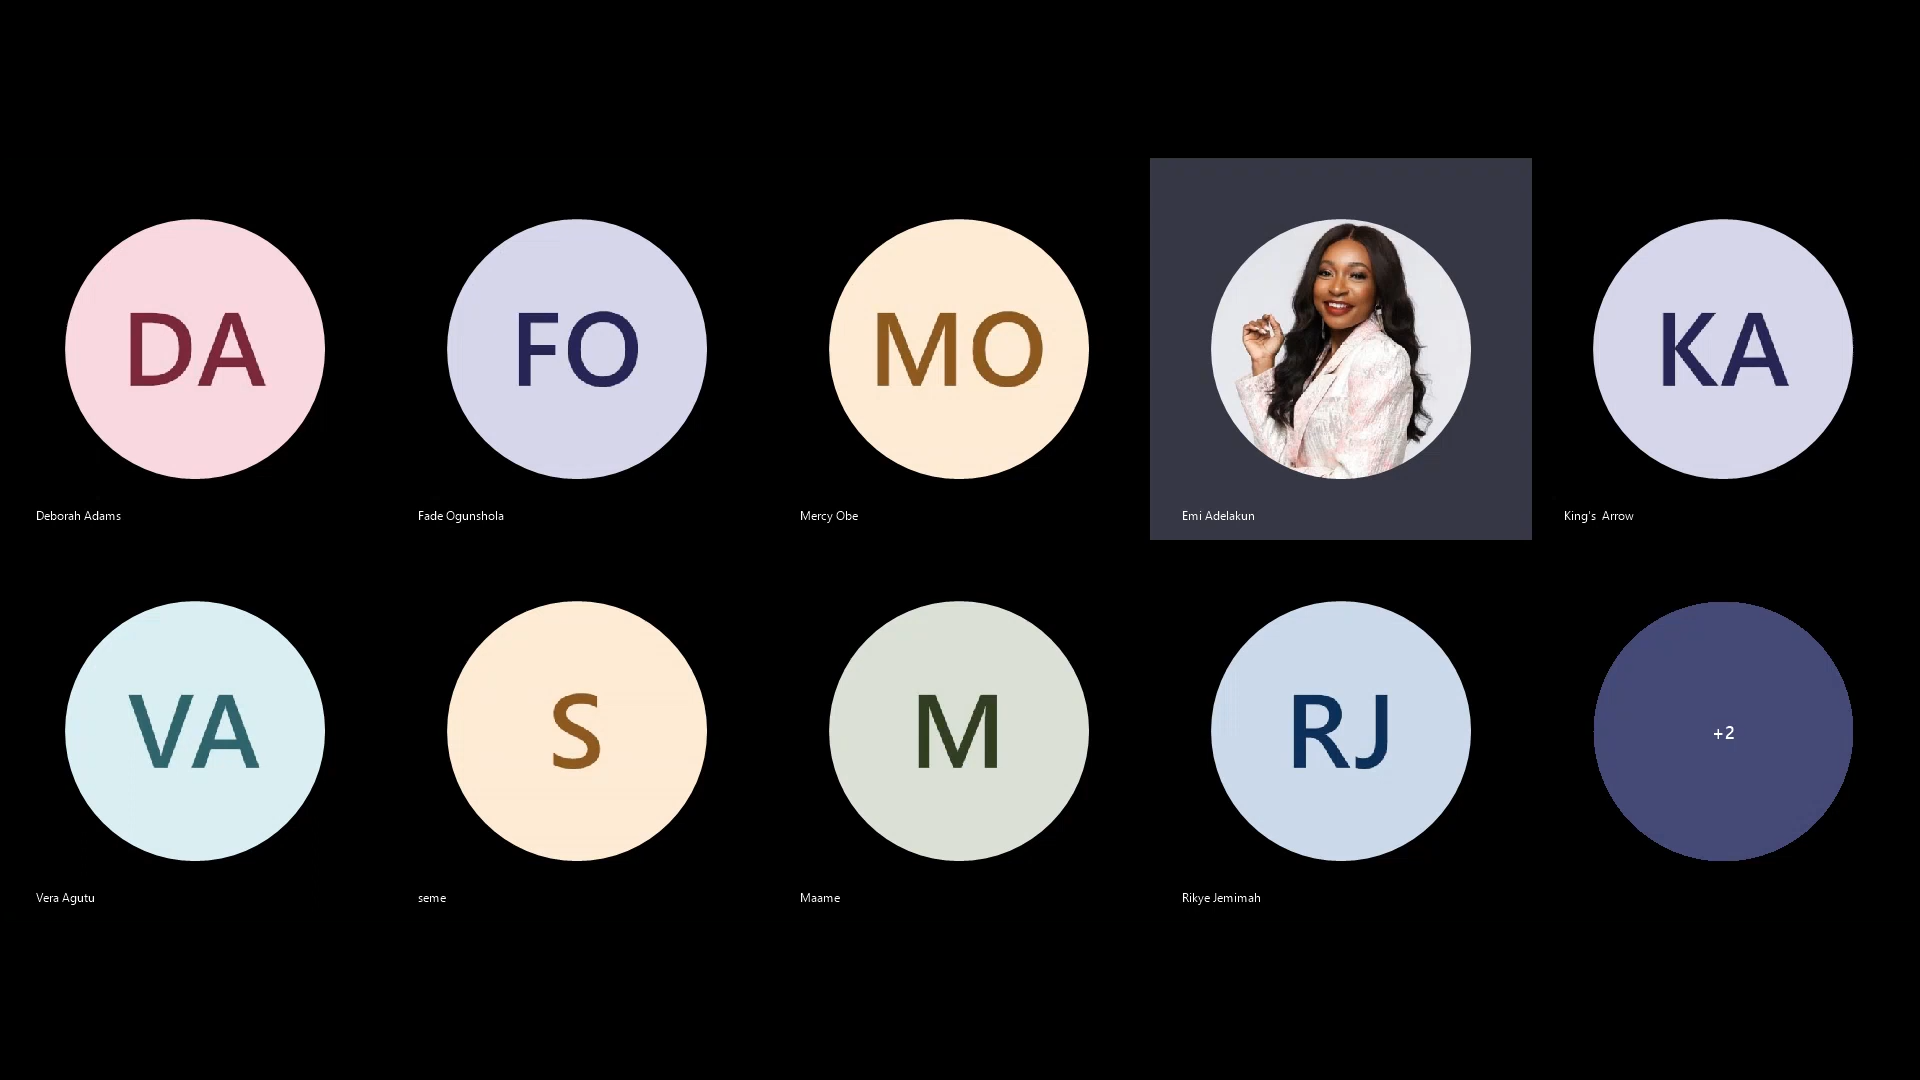 DA
FO
MO
KA
Deborah Adams
Fade Ogunshola
Mercy Obe
Emi Adelakun
King's  Arrow
VA
S
M
RJ
+2
Vera Agutu
seme
Maame
Rikye Jemimah